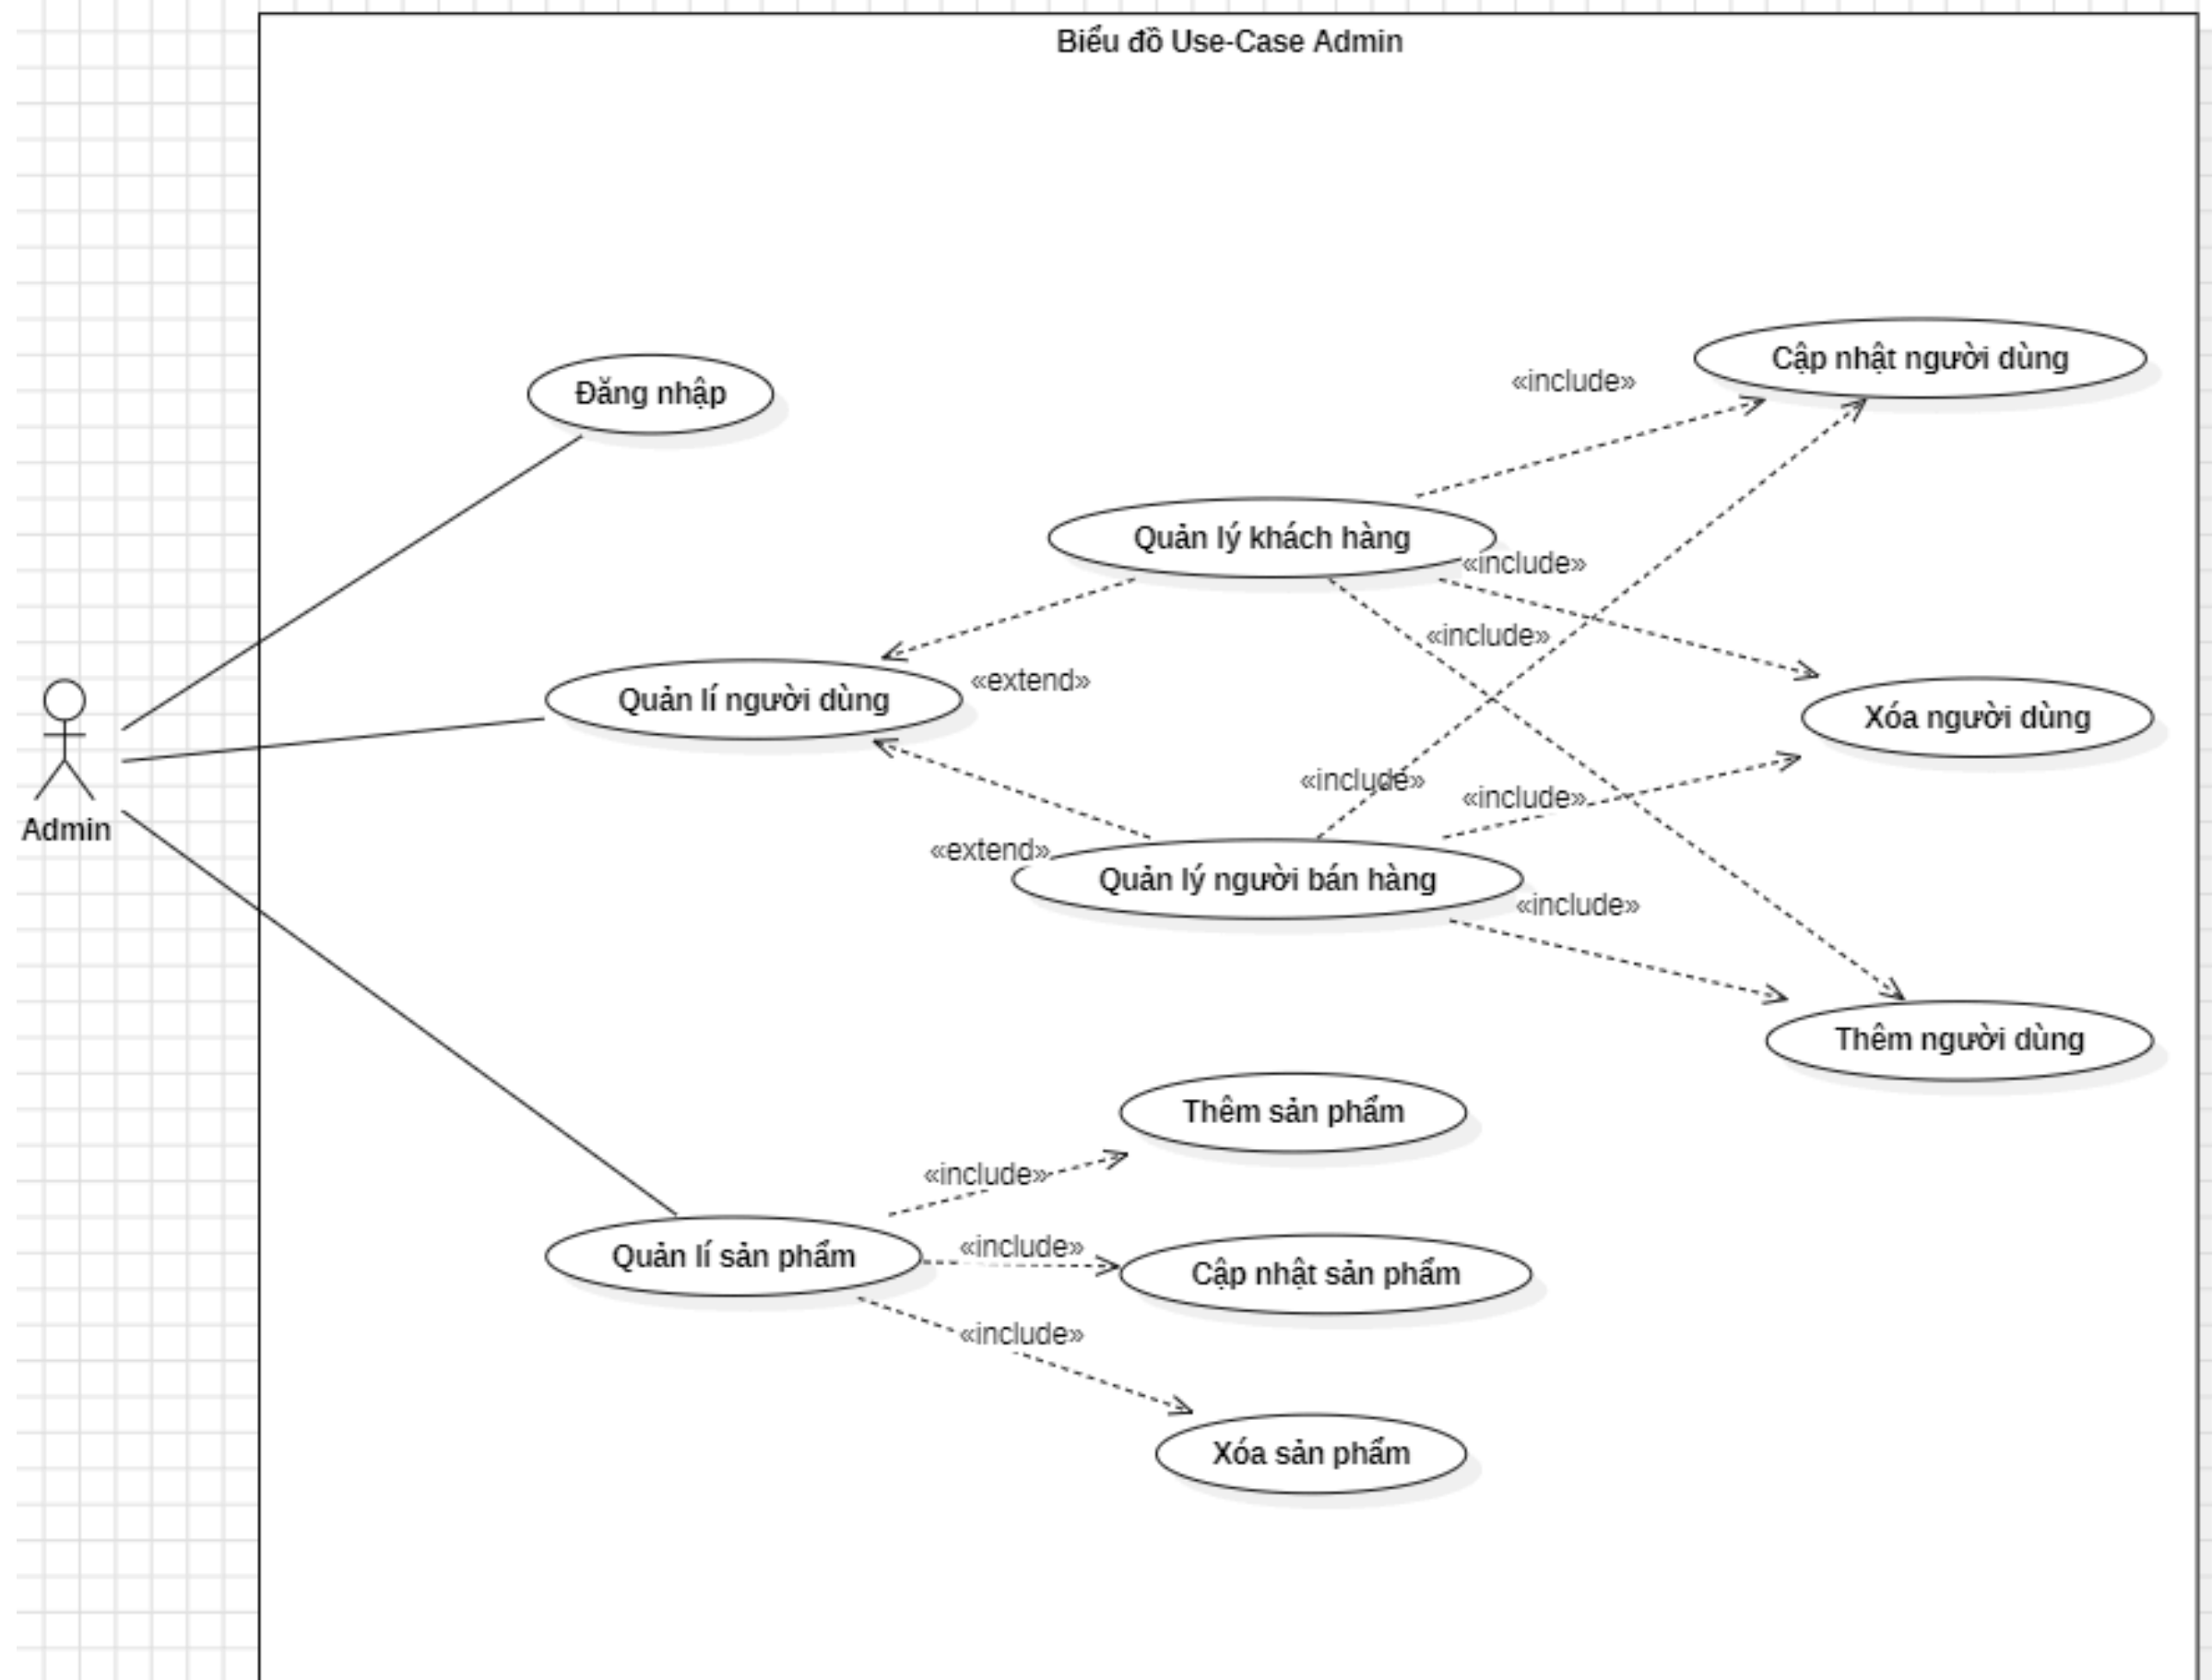 Biểu đồ Use-Case Admin
Cập nhật người dùng
«include»
Đăng nhập
Quản lý khách hàng
«include»
«include»
Quản lí người dùng
«extend»
Xóa người dùng
«include»
«include»
Admin
«extend»
Quản lý người bán hàng
«include»
Thêm người dùng
Thêm sản phẩm
«include»
Quản lí sản phẩm
«include»
Cập nhật sản phẩm
«include»
Xóa sản phẩm